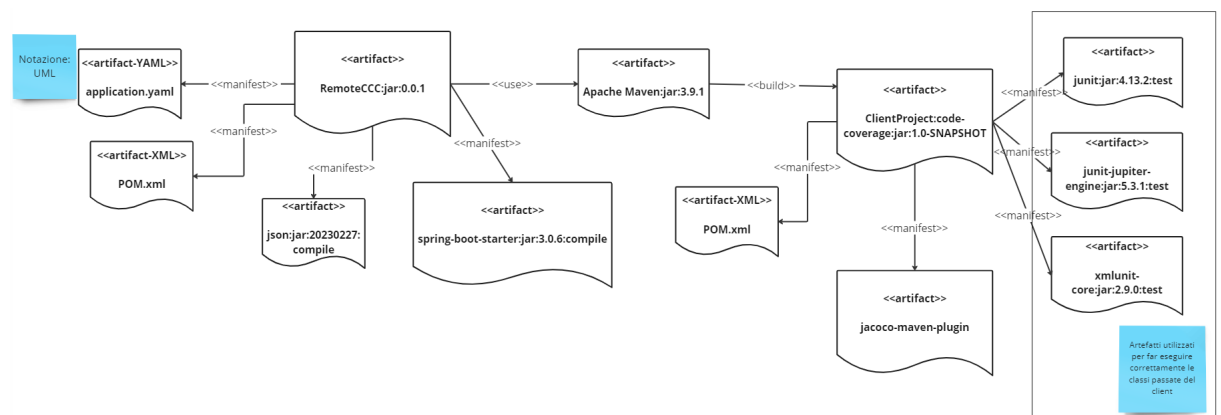 Notazione:
UML
<<artifact-YAML>>
application.yaml
<<manifest>>
<<artifact>>
RemoteCCC:jar:0.0.1
<<use>>
<<artifact>>
Apache Maven:jar:3.9.1
<<build>>
<<artifact>>
ClientProject:code-
coverage:jar:1.0-SNAPSHOT
<<manifest>>
<<artifact>>
junit:jar:4.13.2:test
<<manifest>>
<<artifact-XML>>
POM.xml
<<manifest>>
<<artifact>>
json:jar:20230227:
compile
<<manifest>>
<<artifact>>
spring-boot-starter:jar:3.0.6:compile
<<manifest>>
<<artifact-XML>>
POM.xml
<<manifest>>
<<artifact>>
jacoco-maven-plugin
<<manifest>>
<<artifact>>
junit-jupiter-
engine:jar:5.3.1:test
<<manifest>>
<<artifact>>
xmlunit-
core:jar:2.9.0:test
Artefatti utilizzati
per far eseguire
correttamente le
classi passate del
client